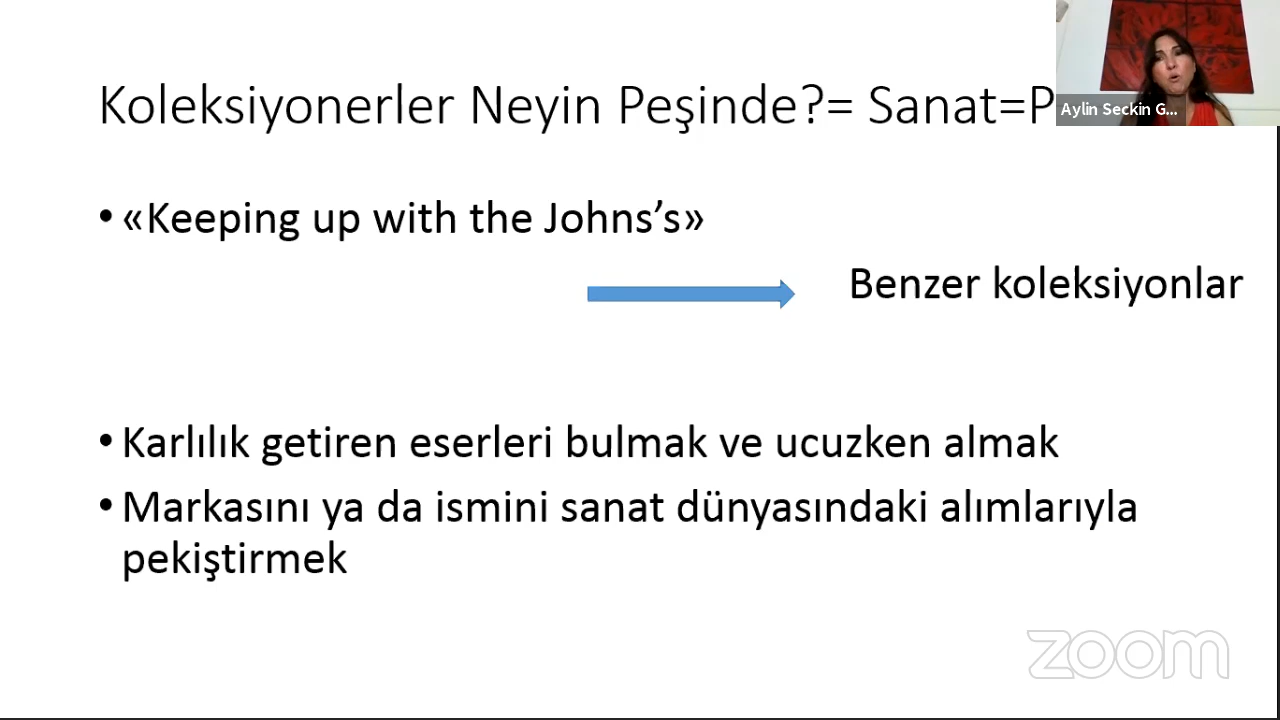 Koleksiyonerler Neyin Peşinde?= Sanat=P
Aylin Seckin G...
• «Keeping up with the Johns’s»
Benzer koleksiyonlar
• Karlılık getiren eserleri bulmak ve ucuzken almak
• Markasını ya da ismini sanat dünyasındaki alımlarıyla
pekiştirmek
zoom